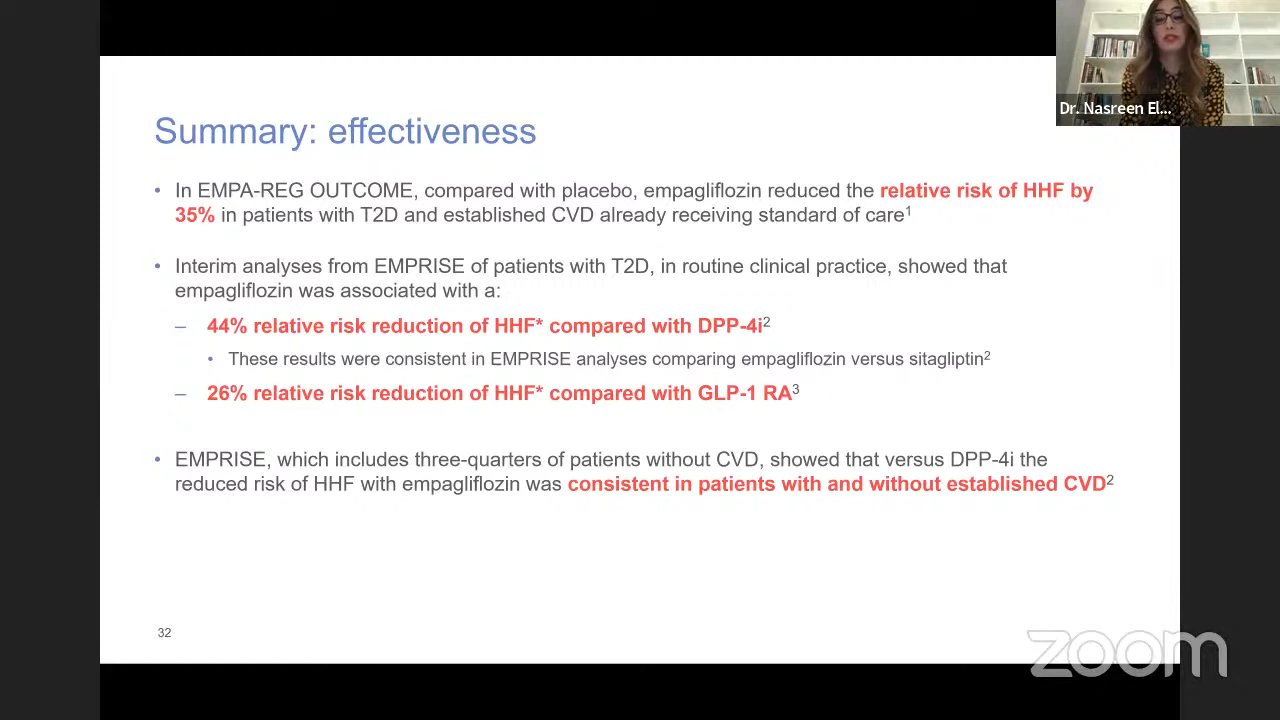 Dr. Nasreen El...
Summary: effectiveness
• In EMPA-REG OUTCOME, compared with placebo, empagliflozin reduced the relative risk of HHF by
35% in patients with T2D and established CVD already receiving standard of care1
• Interim analyses from EMPRISE of patients with T2D, in routine clinical practice, showed that
empagliflozin was associated with a:
– 44% relative risk reduction of HHF* compared with DPP-4i2
• These results were consistent in EMPRISE analyses comparing empagliflozin versus sitagliptin2
– 26% relative risk reduction of HHF* compared with GLP-1 RA3
• EMPRISE, which includes three-quarters of patients without CVD, showed that versus DPP-4i the
reduced risk of HHF with empagliflozin was consistent in patients with and without established CVD2
32
zoom